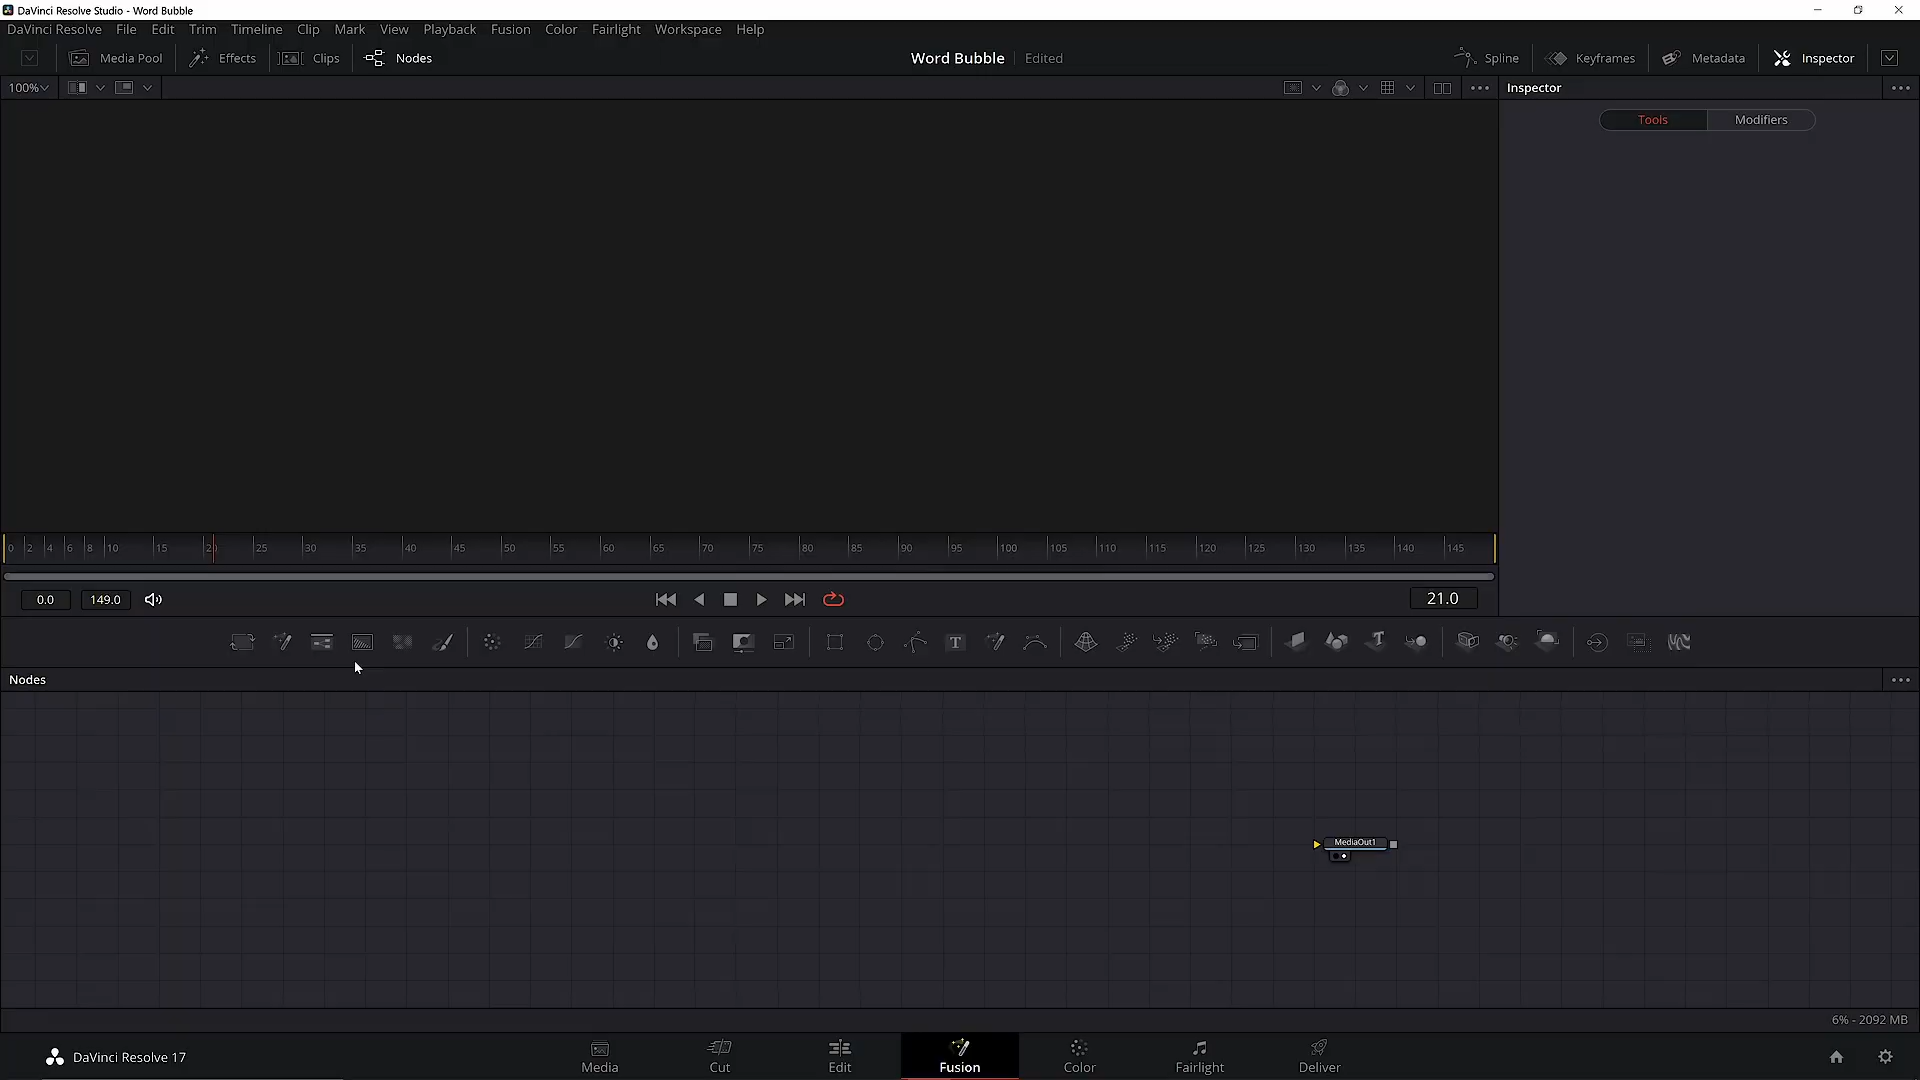 DaVinci Resolve Studio - Word Bubble
DaVinci Resolve File Edit Trim Timeline Clip Mark View Playback Fusion Color Fairlight Workspace Help
Media Pool Effects Clips Nodes Word Bubble Edited Spline Keyframes Metadata Inspector
100% Inspector
Tools Modifiers
0 2 4 6 8 10 15 20 25 30 35 40 45 50 55 60 65 70 75 80 85 90 95 100 105 110 115 120 125 130 135 140 145
0.0 149.0 21.0
T T
Nodes
MediaOut1
6% - 2092 MB
DaVinci Resolve 17 Media Cut Edit Fusion Color Fairlight Deliver